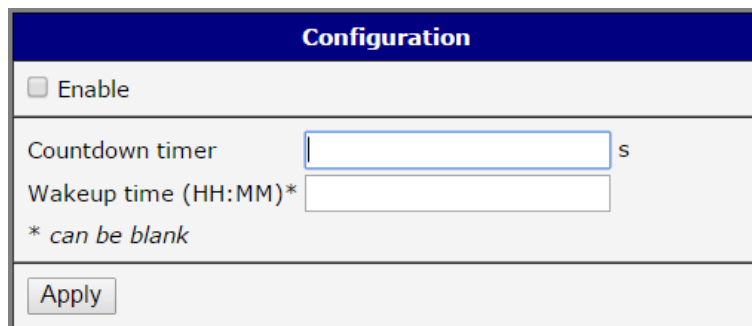 Configuration
Enable
Countdown timer s
Wakeup time (HH:MM)*
* can be blank
Apply